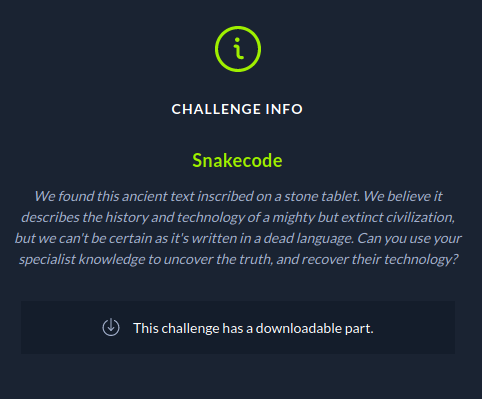 CHALLENGE INFO
Snakecode
We found this ancient text inscribed on a stone tablet. We believe it
describes the history and technology of a mighty but extinct civilization,
but we can't be certain as it's written in a dead language. Can you use your
specialist knowledge to uncover the truth, and recover their technology?
This challenge has a downloadable part.